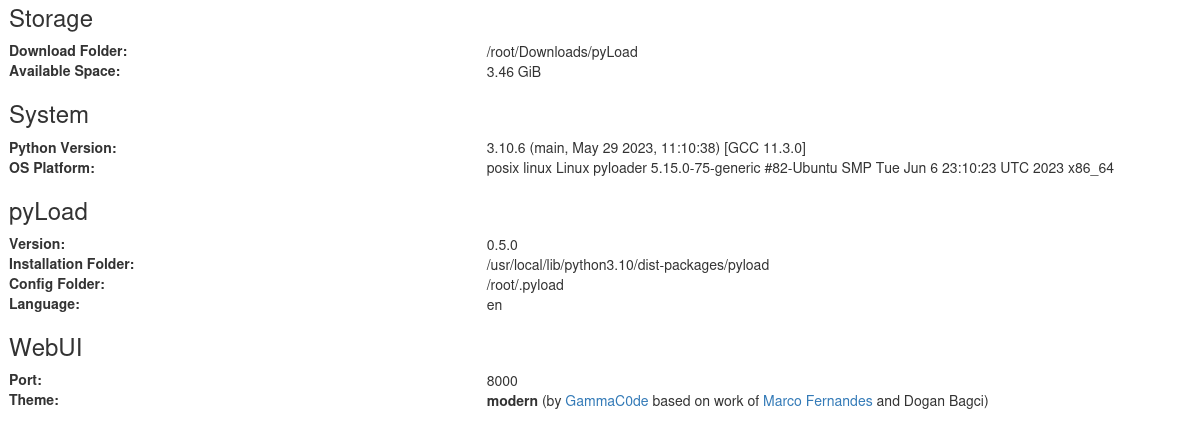 Storage
Download Folder: /root/Downloads/pyLoad
Available Space: 3.46 GiB
System
Python Version: 3.10.6 (main, May 29 2023, 11:10:38) [GCC 11.3.0]
OS Platform: posix linux Linux pyloader 5.15.0-75-generic #82-Ubuntu SMP Tue Jun 6 23:10:23 UTC 2023 x86_64
pyLoad
Version: 0.5.0
Installation Folder: /usr/local/lib/python3.10/dist-packages/pyload
Config Folder: /root/.pyload
Language: en
WebUI
Port: 8000
Theme: modern (by GammaC0de based on work of Marco Fernandes and Dogan Bagci)